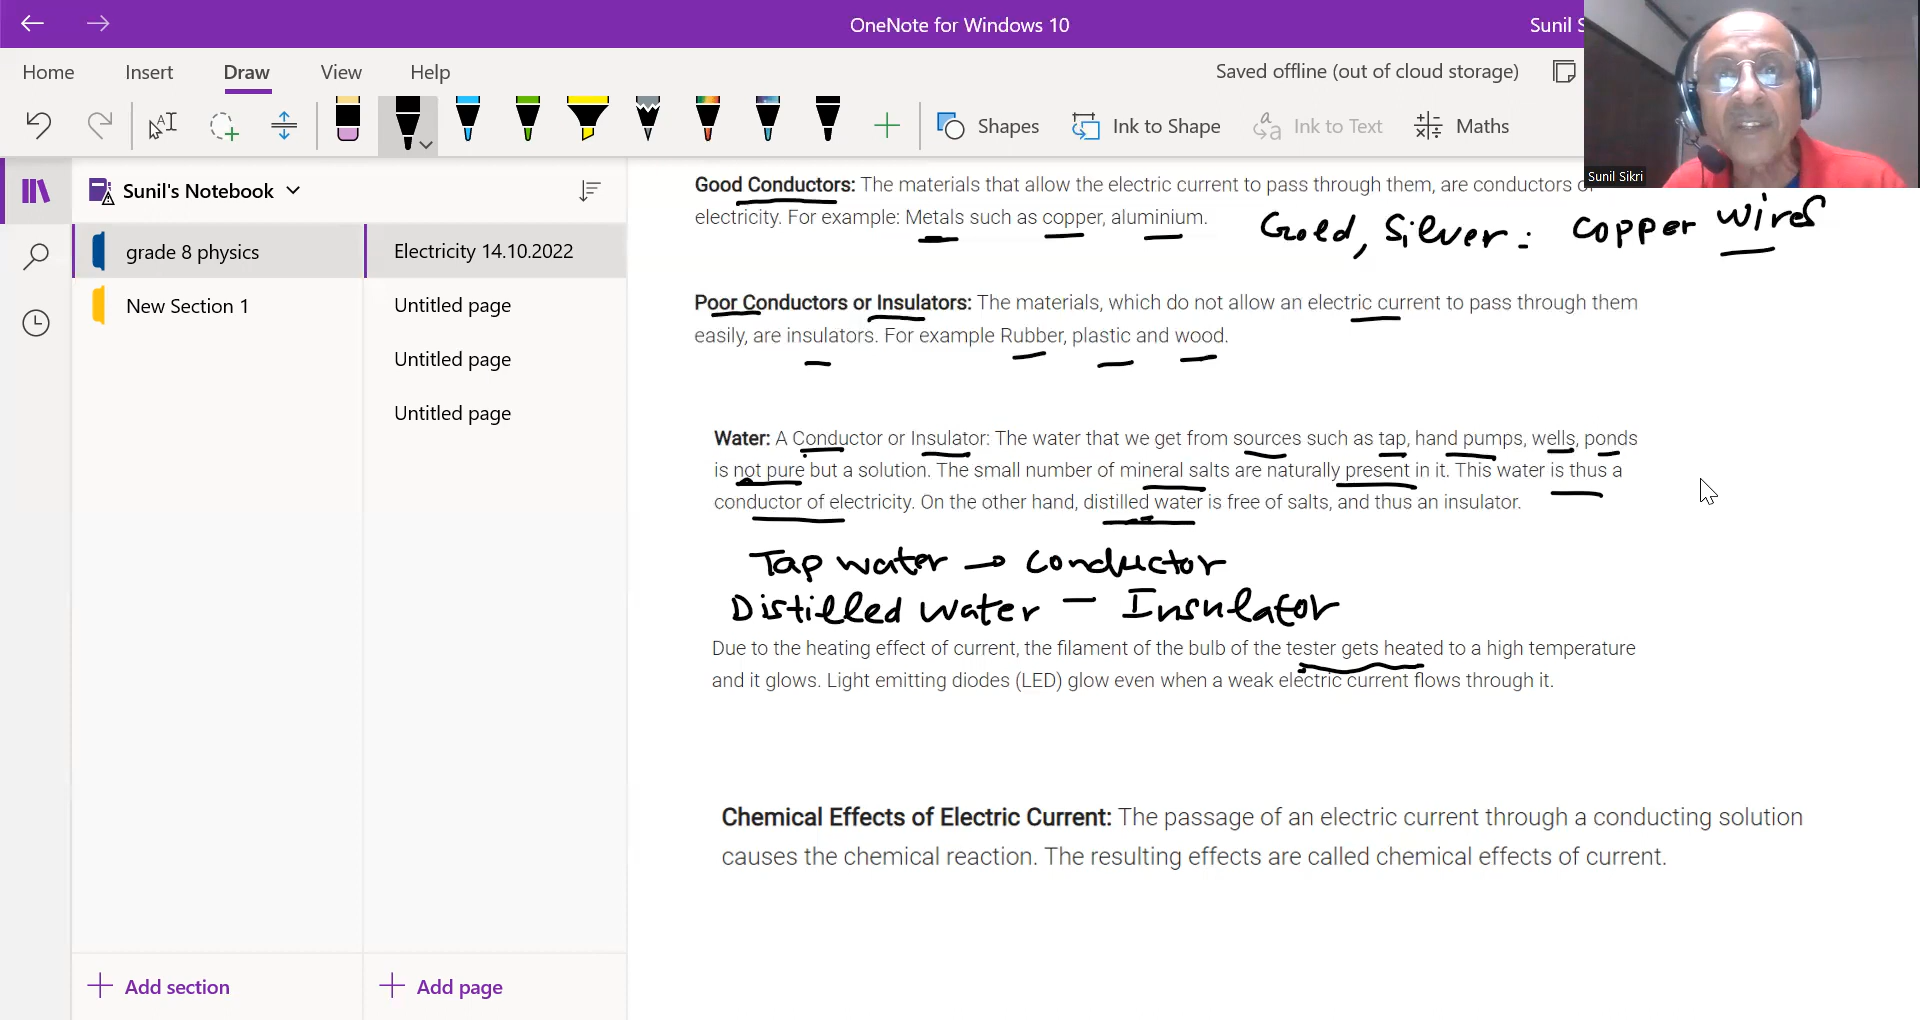 OneNote for Windows 10
Sunil S
Home Insert Draw View Help
Saved offline (out of cloud storage)
Shapes Ink to Shape Ink to Text Maths
Sunil Sikri
Sunil's Notebook
grade 8 physics
New Section 1
Electricity 14.10.2022
Untitled page
Untitled page
Untitled page
Add section
Add page
Good Conductors: The materials that allow the electric current to pass through them, are conductors of
electricity. For example: Metals such as copper, aluminium.
Gold, Silver: copper wires
Poor Conductors or Insulators: The materials, which do not allow an electric current to pass through them
easily, are insulators. For example Rubber, plastic and wood.
Water: A Conductor or Insulator: The water that we get from sources such as tap, hand pumps, wells, ponds
is not pure but a solution. The small number of mineral salts are naturally present in it. This water is thus a
conductor of electricity. On the other hand, distilled water is free of salts, and thus an insulator.
Tap water → conductor
Distilled water – Insulator
Due to the heating effect of current, the filament of the bulb of the tester gets heated to a high temperature
and it glows. Light emitting diodes (LED) glow even when a weak electric current flows through it.
Chemical Effects of Electric Current: The passage of an electric current through a conducting solution
causes the chemical reaction. The resulting effects are called chemical effects of current.